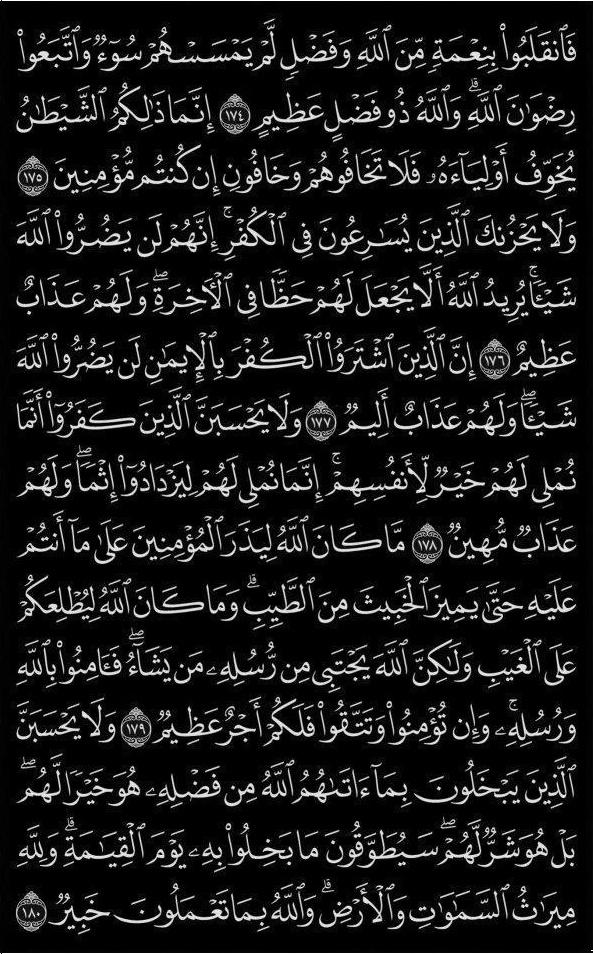 فَٱنقَلَبُوا۟ بِنِعْمَةٍ مِّنَ ٱللَّهِ وَفَضْلٍ لَّمْ يَمْسَسْهُمْ سُوٓءٌ وَٱتَّبَعُوا۟
رِضْوَٰنَ ٱللَّهِ ۗ وَٱللَّهُ ذُو فَضْلٍ عَظِيمٍ ١٧٤ إِنَّمَا ذَٰلِكُمُ ٱلشَّيْطَٰنُ
يُخَوِّفُ أَوْلِيَآءَهُۥ فَلَا تَخَافُوهُمْ وَخَافُونِ إِن كُنتُم مُّؤْمِنِينَ ١٧٥
وَلَا يَحْزُنكَ ٱلَّذِينَ يُسَٰرِعُونَ فِى ٱلْكُفْرِ ۚ إِنَّهُمْ لَن يَضُرُّوا۟ ٱللَّهَ
شَيْـًٔا ۗ يُرِيدُ ٱللَّهُ أَلَّا يَجْعَلَ لَهُمْ حَظًّا فِى ٱلْـَٔاخِرَةِ ۖ وَلَهُمْ عَذَابٌ
عَظِيمٌ ١٧٦ إِنَّ ٱلَّذِينَ ٱشْتَرَوُا۟ ٱلْكُفْرَ بِٱلْإِيمَٰنِ لَن يَضُرُّوا۟ ٱللَّهَ
شَيْـًٔا ۖ وَلَهُمْ عَذَابٌ أَلِيمٌ ١٧٧ وَلَا يَحْسَبَنَّ ٱلَّذِينَ كَفَرُوٓا۟ أَنَّمَا
نُمْلِى لَهُمْ خَيْرٌ لِّأَنفُسِهِمْ ۚ إِنَّمَا نُمْلِى لَهُمْ لِيَزْدَادُوٓا۟ إِثْمًا ۖ وَلَهُمْ
عَذَابٌ مُّهِينٌ ١٧٨ مَّا كَانَ ٱللَّهُ لِيَذَرَ ٱلْمُؤْمِنِينَ عَلَىٰ مَآ أَنتُمْ
عَلَيْهِ حَتَّىٰ يَمِيزَ ٱلْخَبِيثَ مِنَ ٱلطَّيِّبِ ۗ وَمَا كَانَ ٱللَّهُ لِيُطْلِعَكُمْ
عَلَى ٱلْغَيْبِ وَلَٰكِنَّ ٱللَّهَ يَجْتَبِى مِن رُّسُلِهِۦ مَن يَشَآءُ ۖ فَـَٔامِنُوا۟ بِٱللَّهِ
وَرُسُلِهِۦ ۚ وَإِن تُؤْمِنُوا۟ وَتَتَّقُوا۟ فَلَكُمْ أَجْرٌ عَظِيمٌ ١٧٩ وَلَا يَحْسَبَنَّ
ٱلَّذِينَ يَبْخَلُونَ بِمَآ ءَاتَىٰهُمُ ٱللَّهُ مِن فَضْلِهِۦ هُوَ خَيْرًا لَّهُم ۖ
بَلْ هُوَ شَرٌّ لَّهُمْ ۖ سَيُطَوَّقُونَ مَا بَخِلُوا۟ بِهِۦ يَوْمَ ٱلْقِيَٰمَةِ ۗ وَلِلَّهِ
مِيرَٰثُ ٱلسَّمَٰوَٰتِ وَٱلْأَرْضِ ۗ وَٱللَّهُ بِمَا تَعْمَلُونَ خَبِيرٌ ١٨٠